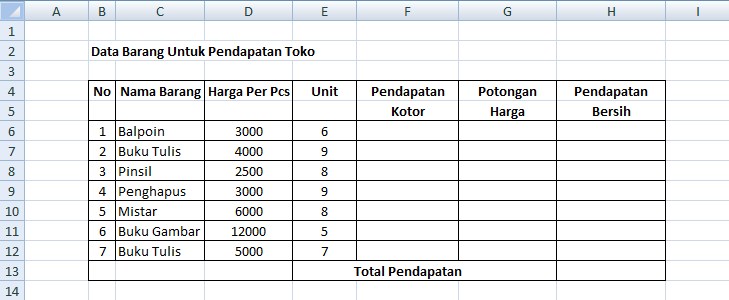 A B C D E F G H I
1
2 Data Barang Untuk Pendapatan Toko
3
4 No Nama Barang Harga Per Pcs Unit Pendapatan Potongan Pendapatan
5 Kotor Harga Bersih
6 1 Balpoin 3000 6
7 2 Buku Tulis 4000 9
8 3 Pinsil 2500 8
9 4 Penghapus 3000 9
10 5 Mistar 6000 8
11 6 Buku Gambar 12000 5
12 7 Buku Tulis 5000 7
13 Total Pendapatan
14